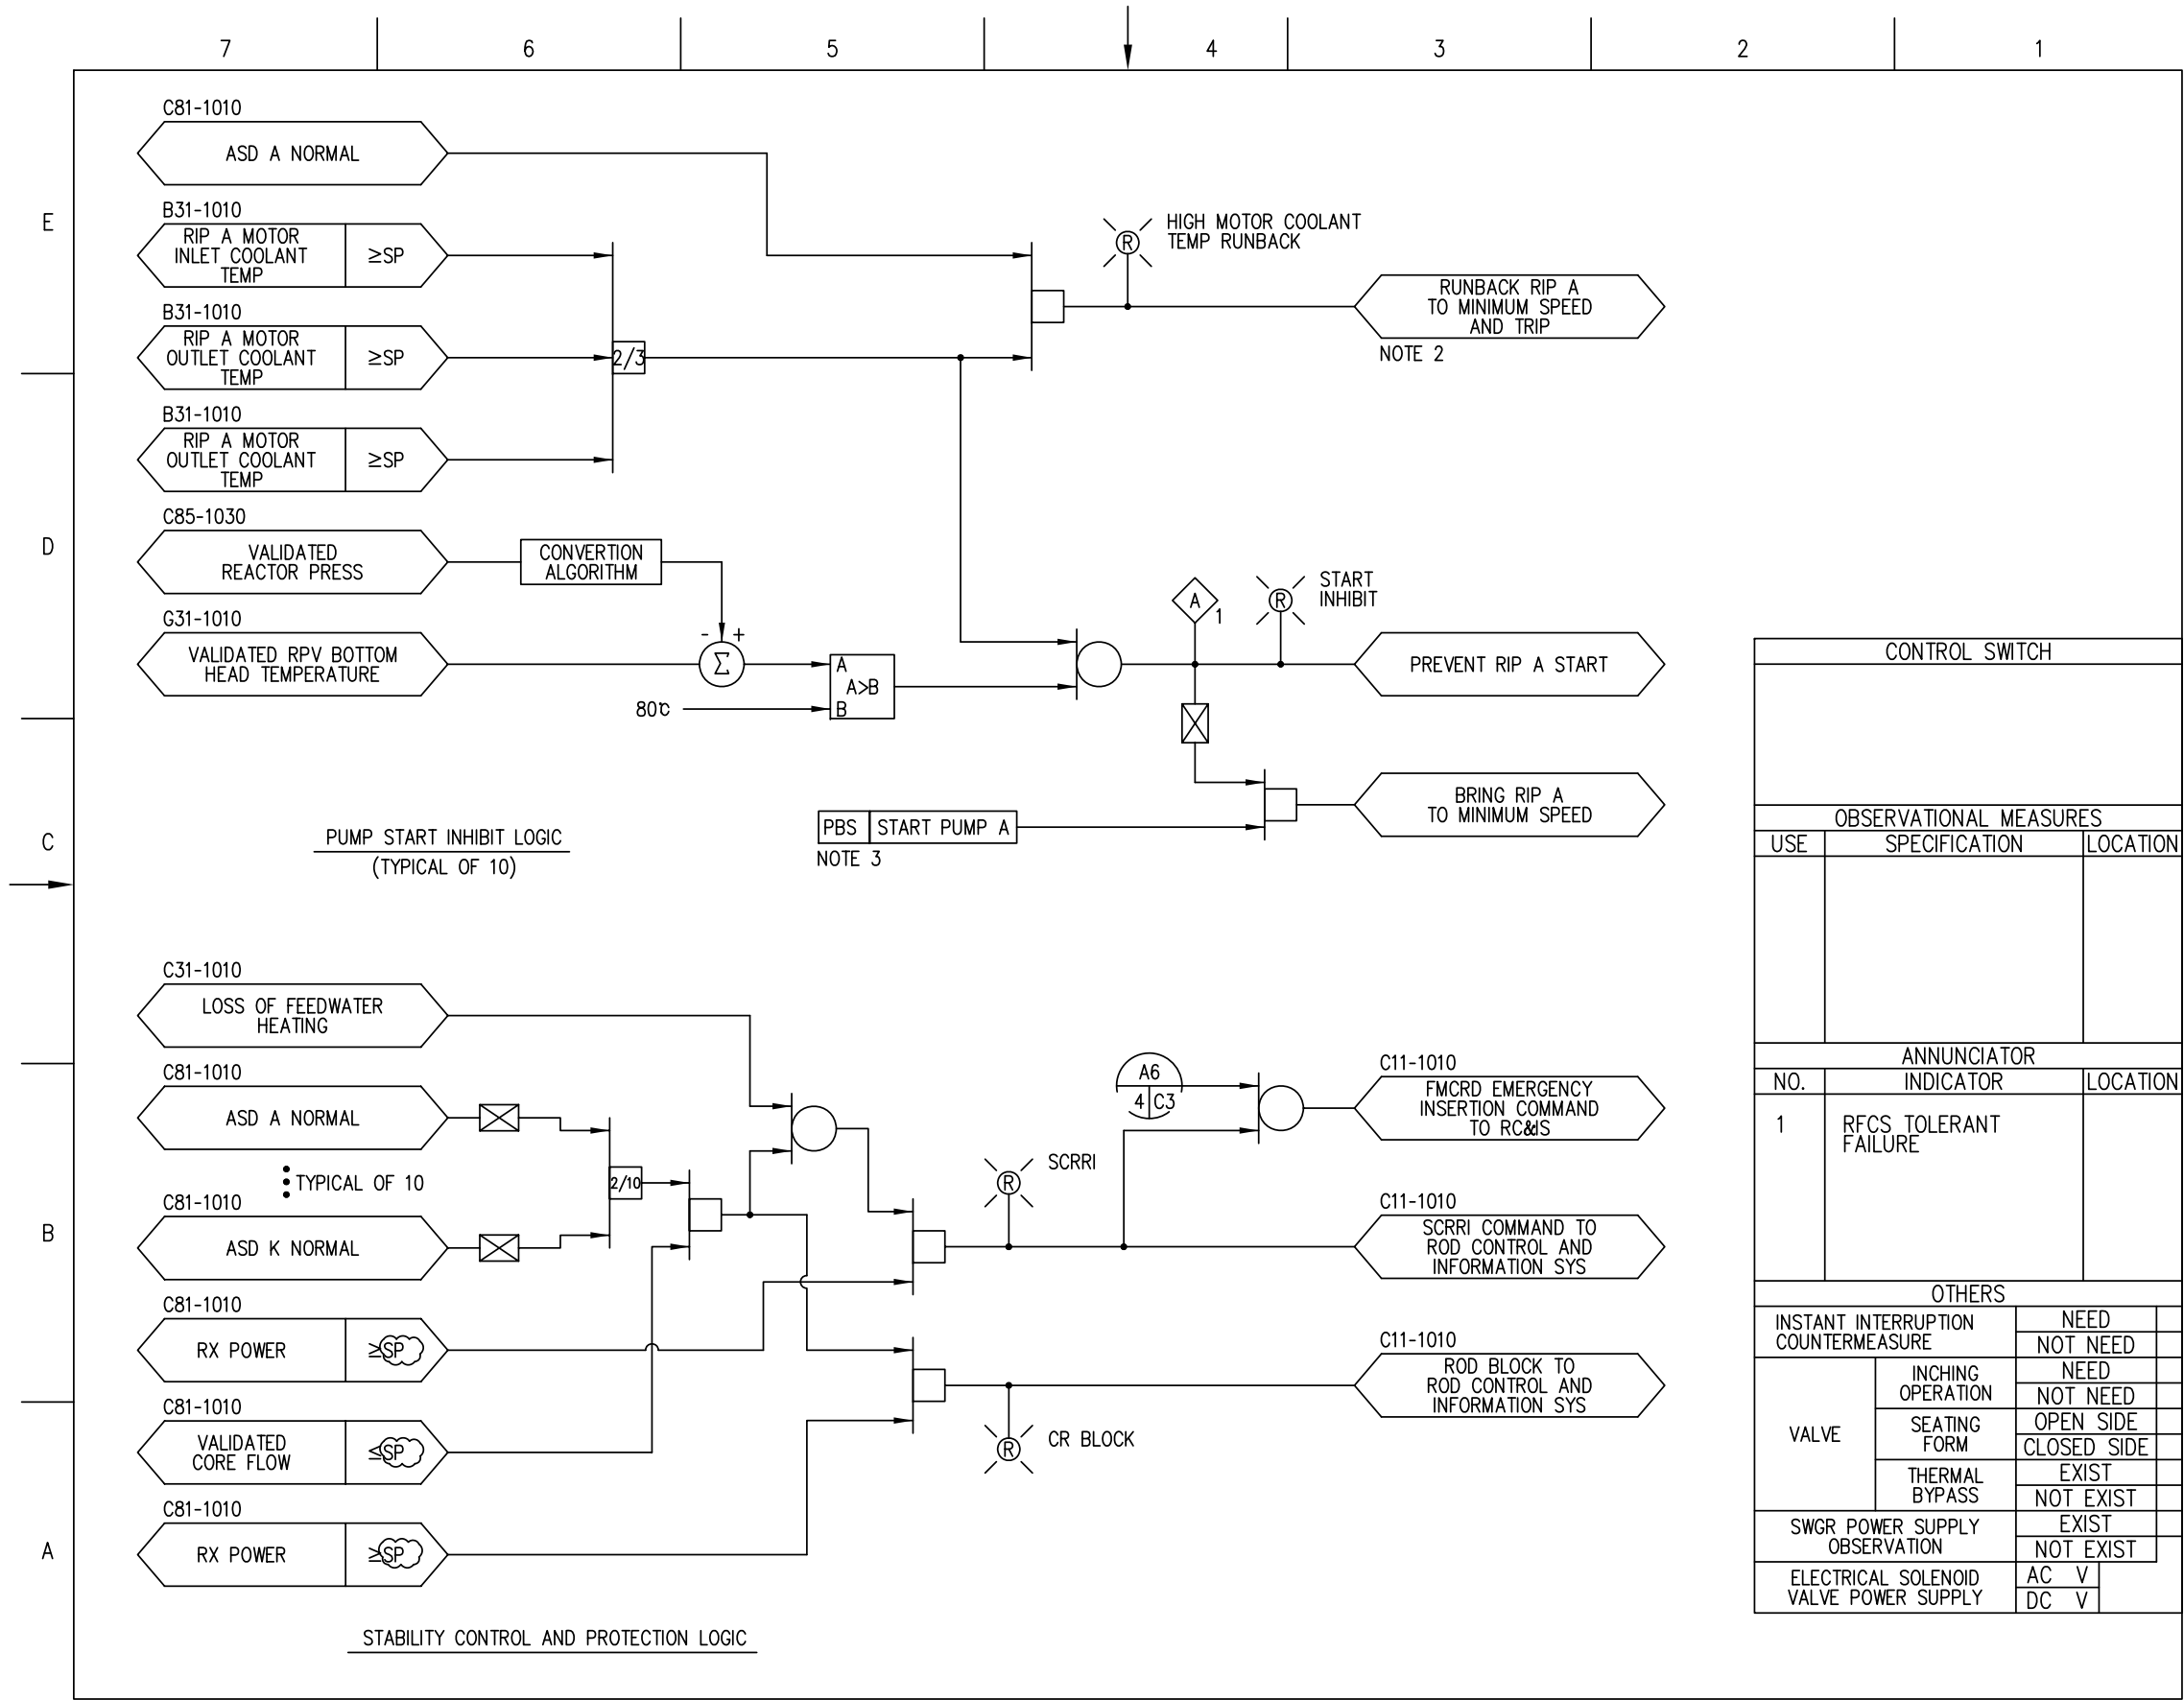 7 6 5 4 3 2 1
E
D
C
B
A
C81-1010
ASD A NORMAL
B31-1010
RIP A MOTOR
INLET COOLANT
TEMP
≥SP
B31-1010
RIP A MOTOR
OUTLET COOLANT
TEMP
≥SP
B31-1010
RIP A MOTOR
OUTLET COOLANT
TEMP
≥SP
2/3
R
HIGH MOTOR COOLANT
TEMP RUNBACK
RUNBACK RIP A
TO MINIMUM SPEED
AND TRIP
NOTE 2
C85-1030
VALIDATED
REACTOR PRESS
CONVERTION
ALGORITHM
G31-1010
VALIDATED RPV BOTTOM
HEAD TEMPERATURE
- +
Σ
A
A>B
B
80℃
A
1
R
START
INHIBIT
PREVENT RIP A START
PBS START PUMP A
NOTE 3
BRING RIP A
TO MINIMUM SPEED
PUMP START INHIBIT LOGIC
(TYPICAL OF 10)
C31-1010
LOSS OF FEEDWATER
HEATING
C81-1010
ASD A NORMAL
TYPICAL OF 10
C81-1010
ASD K NORMAL
2/10
C81-1010
RX POWER
≥SP
C81-1010
VALIDATED
CORE FLOW
≤SP
C81-1010
RX POWER
≥SP
A6
4 C3
R
SCRRI
R
CR BLOCK
C11-1010
FMCRD EMERGENCY
INSERTION COMMAND
TO RC&IS
C11-1010
SCRRI COMMAND TO
ROD CONTROL AND
INFORMATION SYS
C11-1010
ROD BLOCK TO
ROD CONTROL AND
INFORMATION SYS
STABILITY CONTROL AND PROTECTION LOGIC
CONTROL SWITCH
OBSERVATIONAL MEASURES
USE SPECIFICATION LOCATION
ANNUNCIATOR
NO. INDICATOR LOCATION
1 RFCS TOLERANT
FAILURE
OTHERS
INSTANT INTERRUPTION
COUNTERMEASURE
NEED
NOT NEED
VALVE
INCHING
OPERATION
NEED
NOT NEED
SEATING
FORM
OPEN SIDE
CLOSED SIDE
THERMAL
BYPASS
EXIST
NOT EXIST
SWGR POWER SUPPLY
OBSERVATION
EXIST
NOT EXIST
ELECTRICAL SOLENOID
VALVE POWER SUPPLY
AC V
DC V